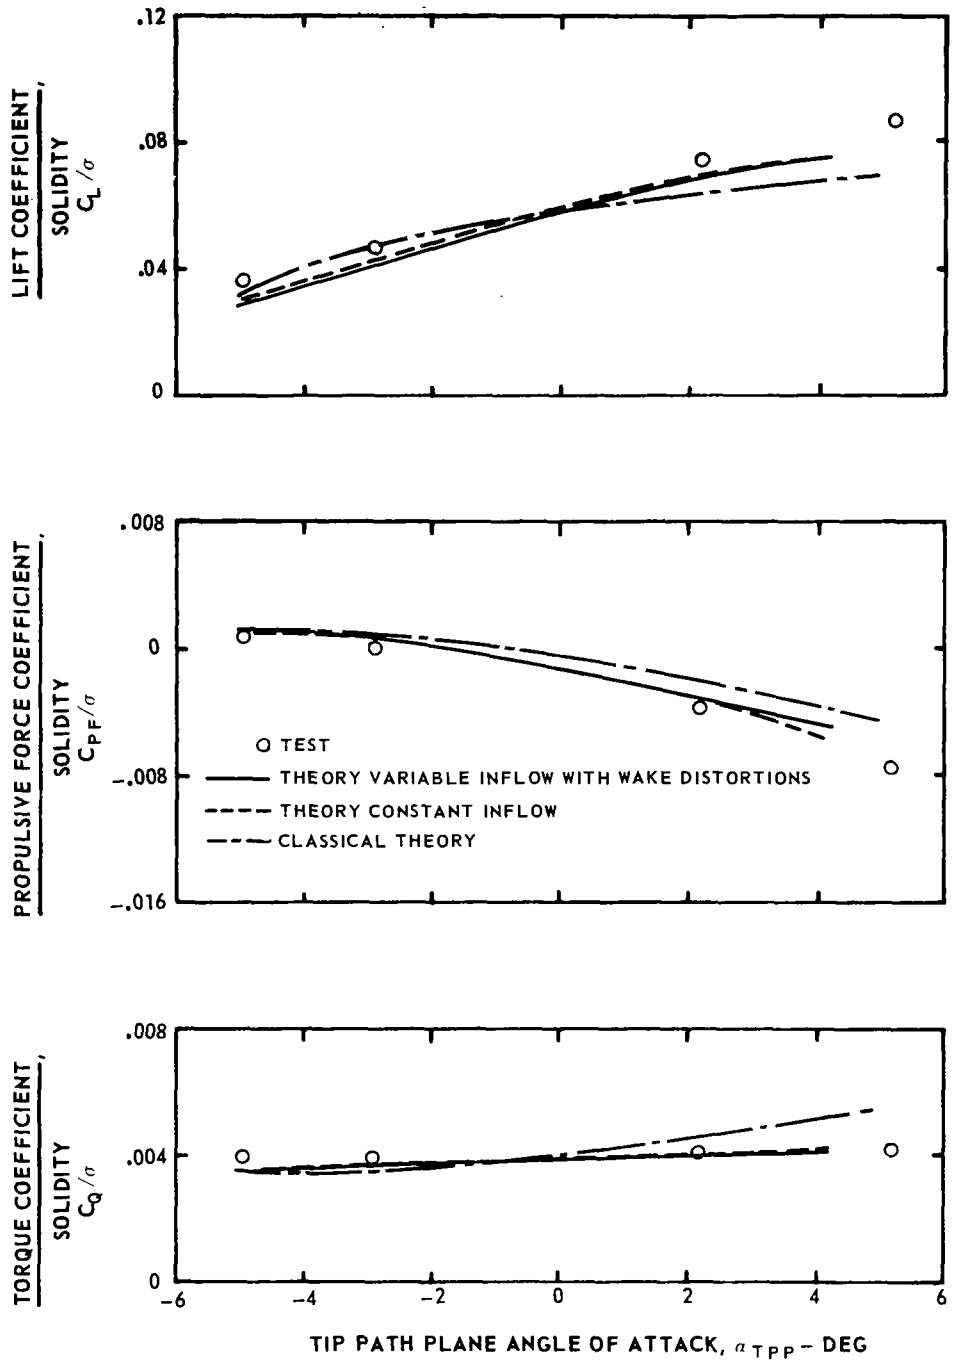 LIFT COEFFICIENT,
SOLIDITY
C_L/σ
.12
.08
.04
0
PROPULSIVE FORCE COEFFICIENT,
SOLIDITY
C_PF/σ
.008
0
-.008
-.016
O TEST
THEORY VARIABLE INFLOW WITH WAKE DISTORTIONS
THEORY CONSTANT INFLOW
CLASSICAL THEORY
TORQUE COEFFICIENT,
SOLIDITY
C_Q/σ
.008
.004
0
-6 -4 -2 0 2 4 6
TIP PATH PLANE ANGLE OF ATTACK, α_TPP - DEG